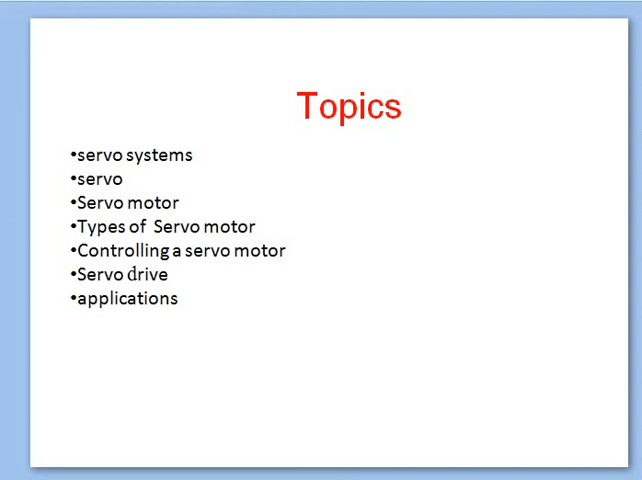 Topics
•servo systems
•servo
•Servo motor
•Types of  Servo motor
•Controlling a servo motor
•Servo drive
•applications